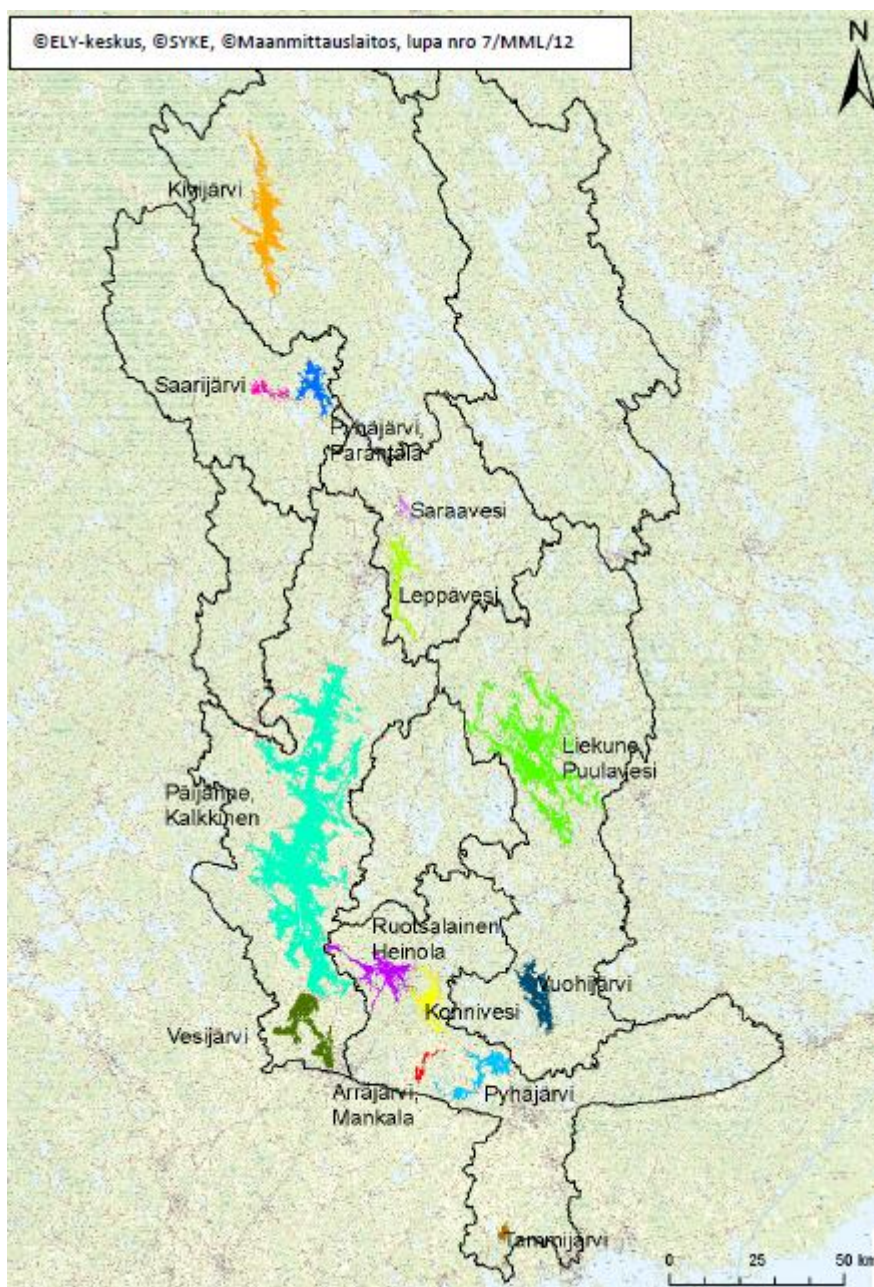 ©ELY-keskus, ©SYKE, ©Maanmittauslaitos, lupa nro 7/MML/12
N
Kivijärvi
Saarijärvi
Pyhäjärvi,
Parantala
Saraavesi
Leppävesi
Liekune,
Puulavesi
Päijänne,
Kalkkinen
Ruotsalainen,
Heinola
Vuohijärvi
Konnivesi
Vesijärvi
Arrajärvi,
Mankala
Pyhäjärvi
Tammijärvi
0 25 50 km